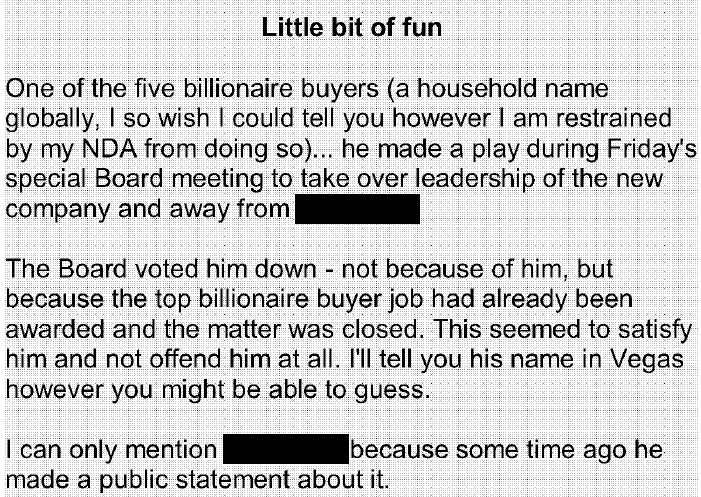 Little bit of fun
One of the five billionaire buyers (a household name
globally, I so wish I could tell you however I am restrained
by my NDA from doing so)... he made a play during Friday's
special Board meeting to take over leadership of the new
company and away from
The Board voted him down - not because of him, but
because the top billionaire buyer job had already been
awarded and the matter was closed. This seemed to satisfy
him and not offend him at all. I'll tell you his name in Vegas
however you might be able to guess.
I can only mention because some time ago he
made a public statement about it.